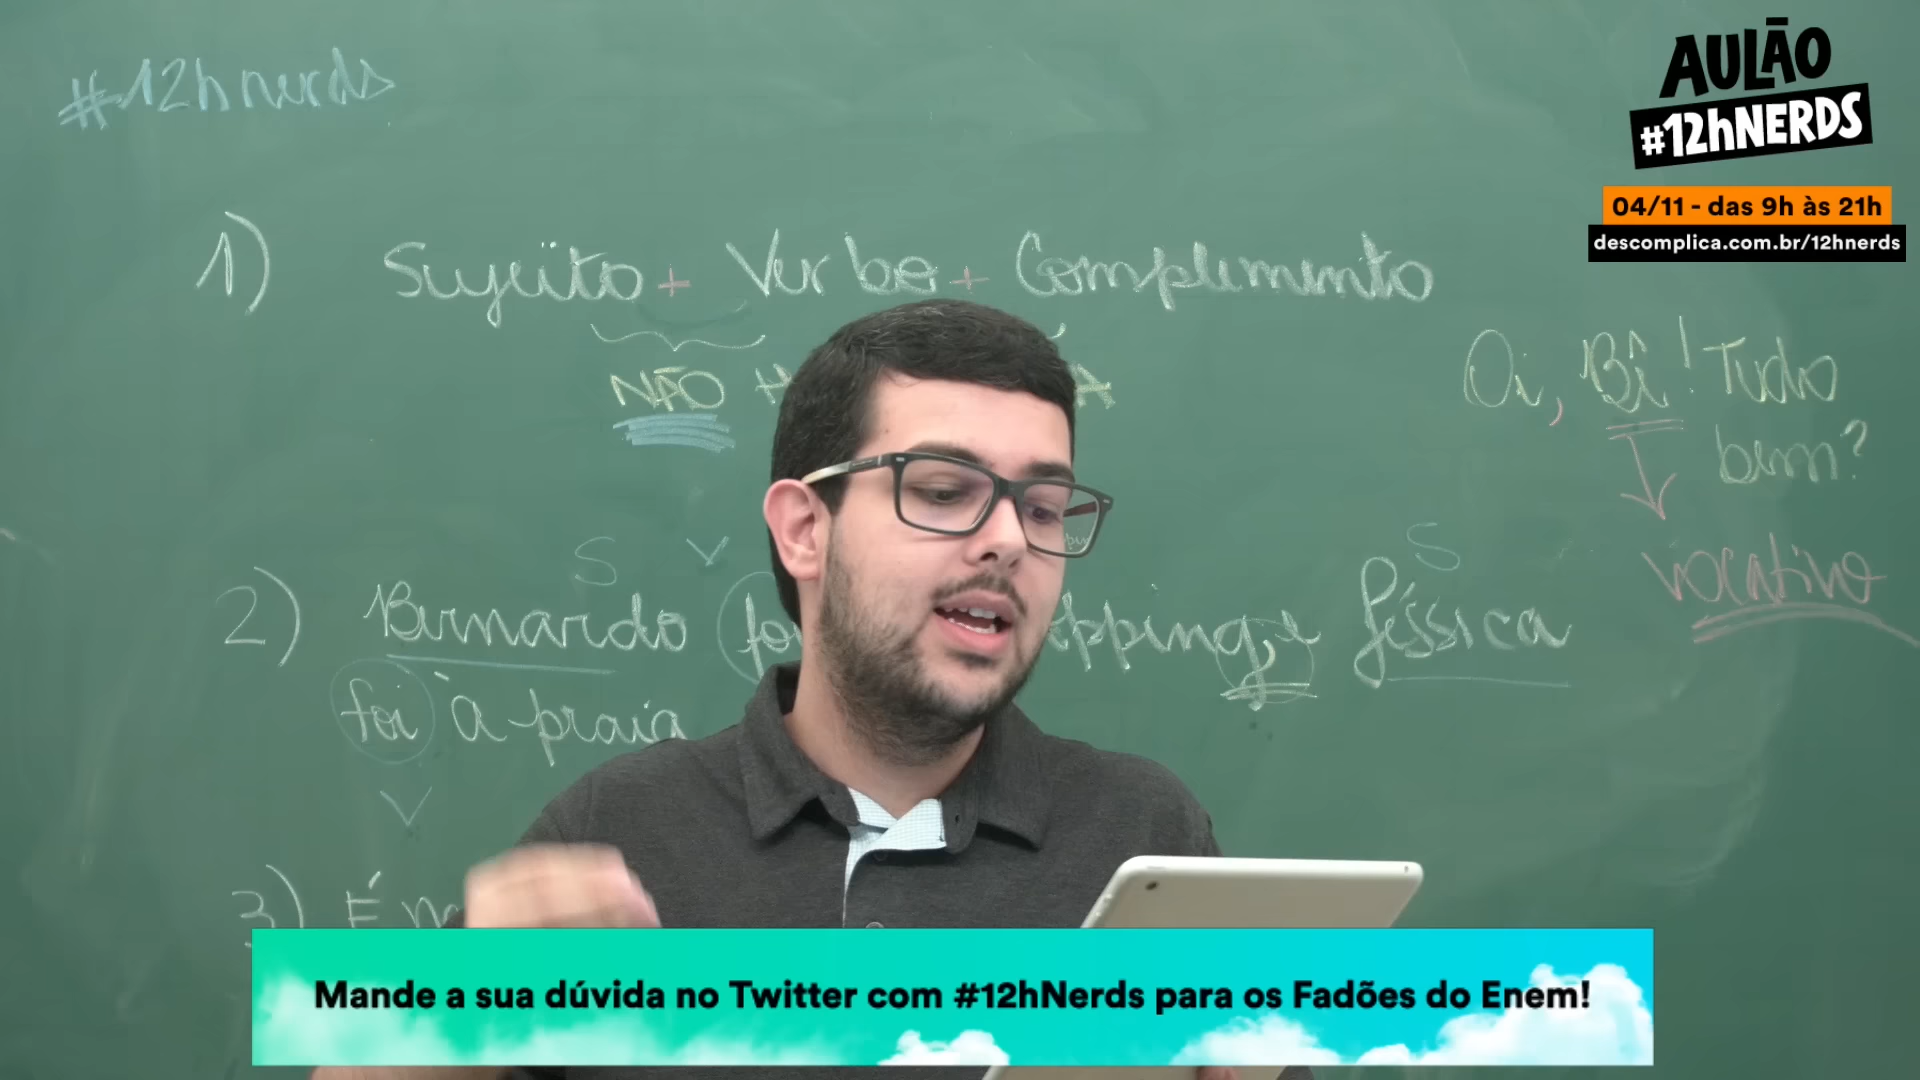 #12hnerds
AULÃO
#12hNERDS
04/11 - das 9h às 21h
descomplica.com.br/12hnerds
1) Sujeito + Verbo + Complemento
NÃO
Oi, Bê! Tudo
bem?
vocativo
S V S
2) Bernardo , e Jéssica
foi à praia
V
3) É
Mande a sua dúvida no Twitter com #12hNerds para os Fadões do Enem!